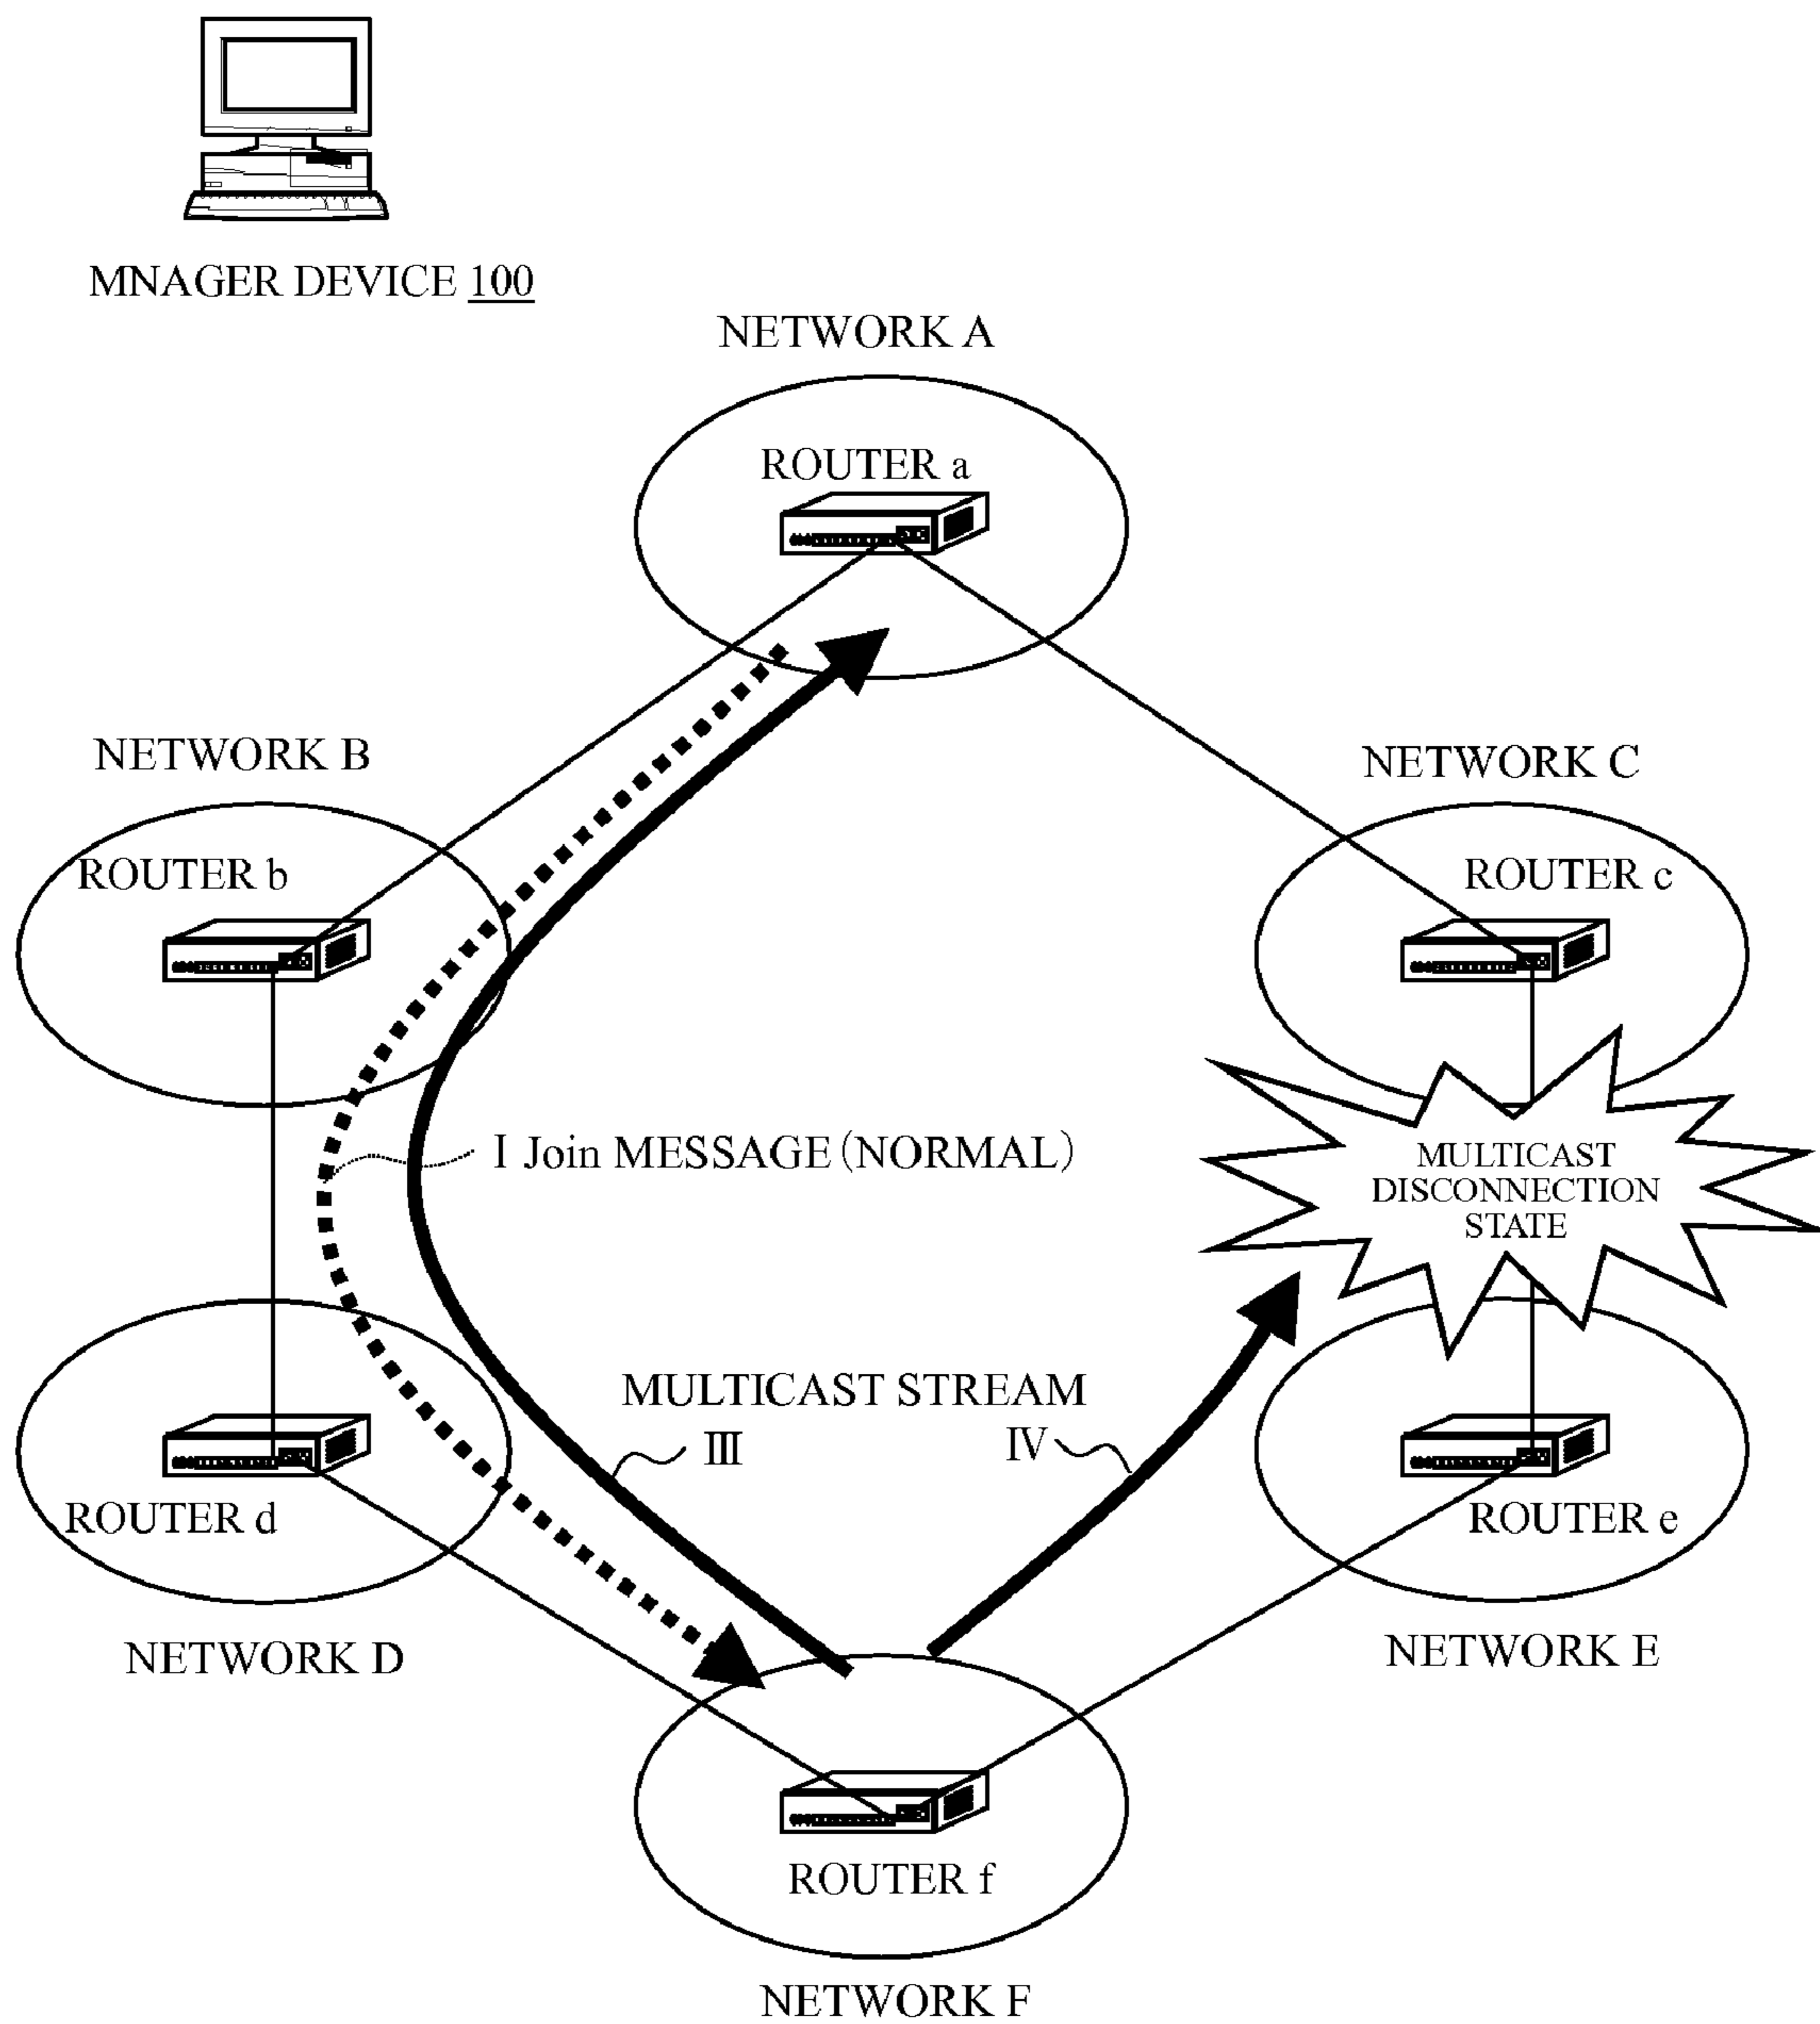 MNAGER DEVICE 100
NETWORK A
ROUTER a
NETWORK B
NETWORK C
ROUTER b
ROUTER c
I Join MESSAGE (NORMAL)
MULTICAST
DISCONNECTION
STATE
MULTICAST STREAM
III
IV
ROUTER d
ROUTER e
NETWORK D
NETWORK E
ROUTER f
NETWORK F